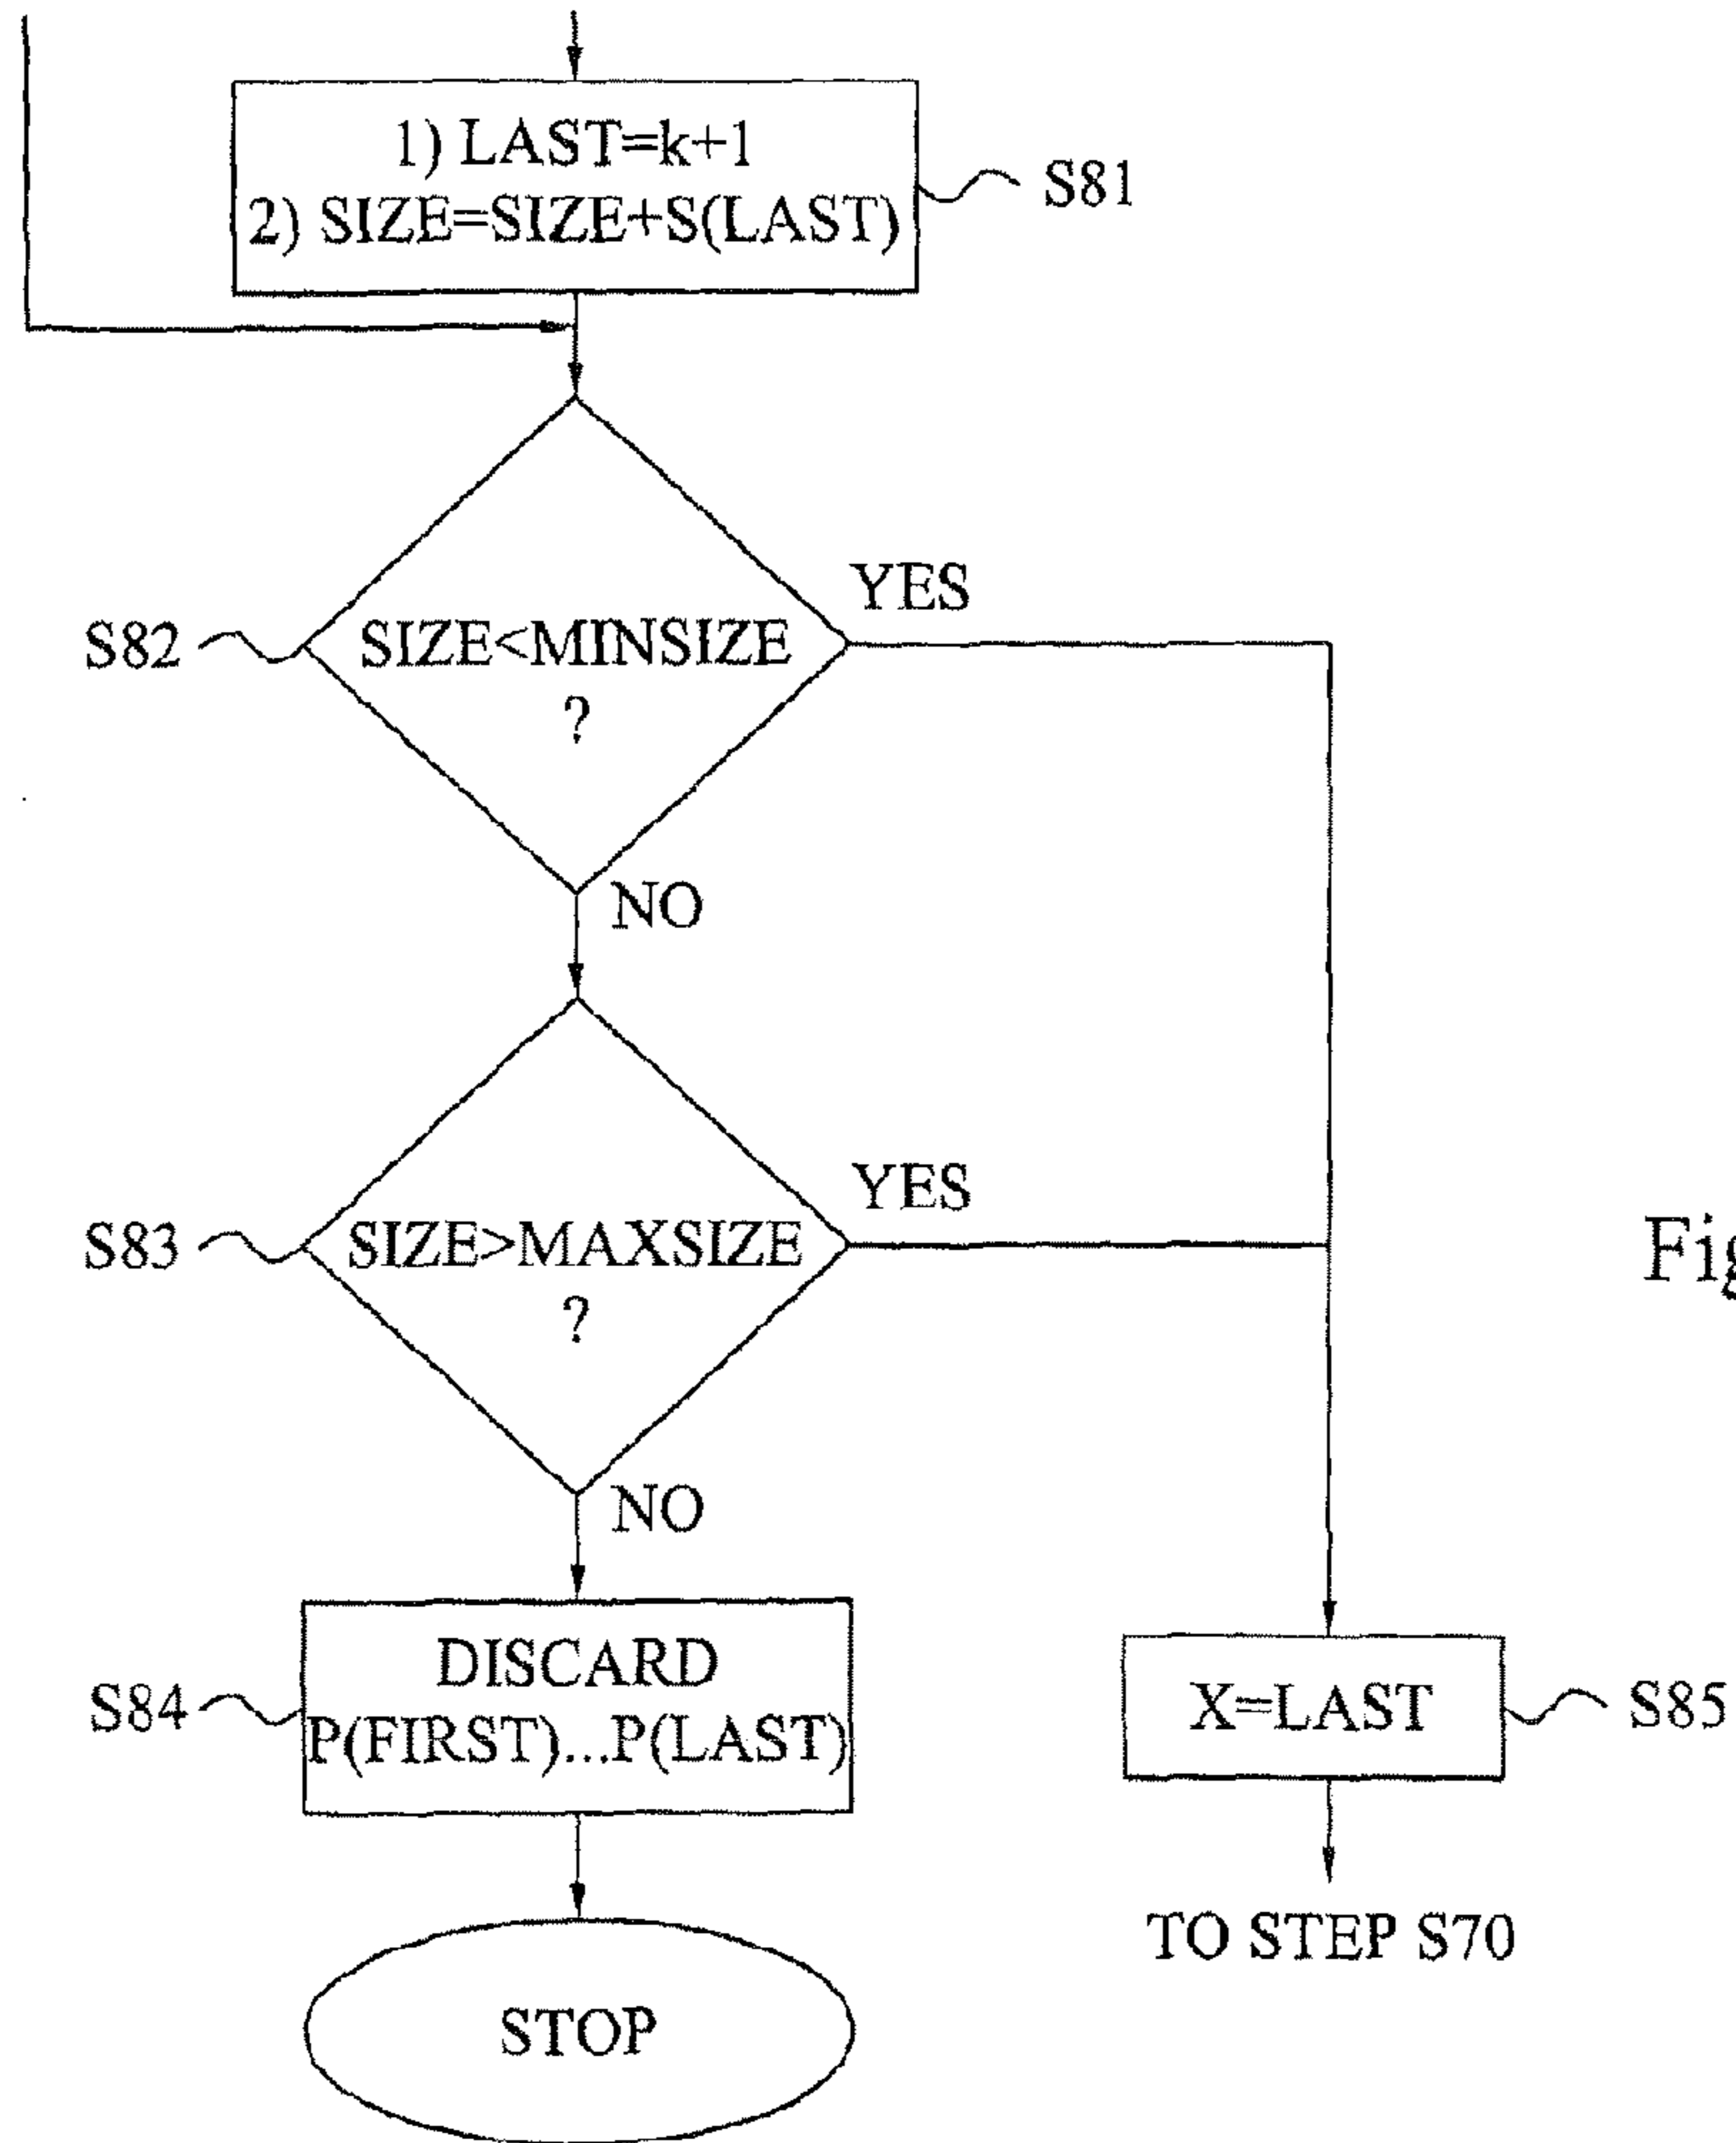 1) LAST=k+1
2) SIZE=SIZE+S(LAST)
S81
YES
S82
SIZE<MINSIZE
?
NO
YES
S83
SIZE>MAXSIZE
?
Fig
NO
DISCARD
P(FIRST)...P(LAST)
S84
X=LAST
S85
TO STEP S70
STOP